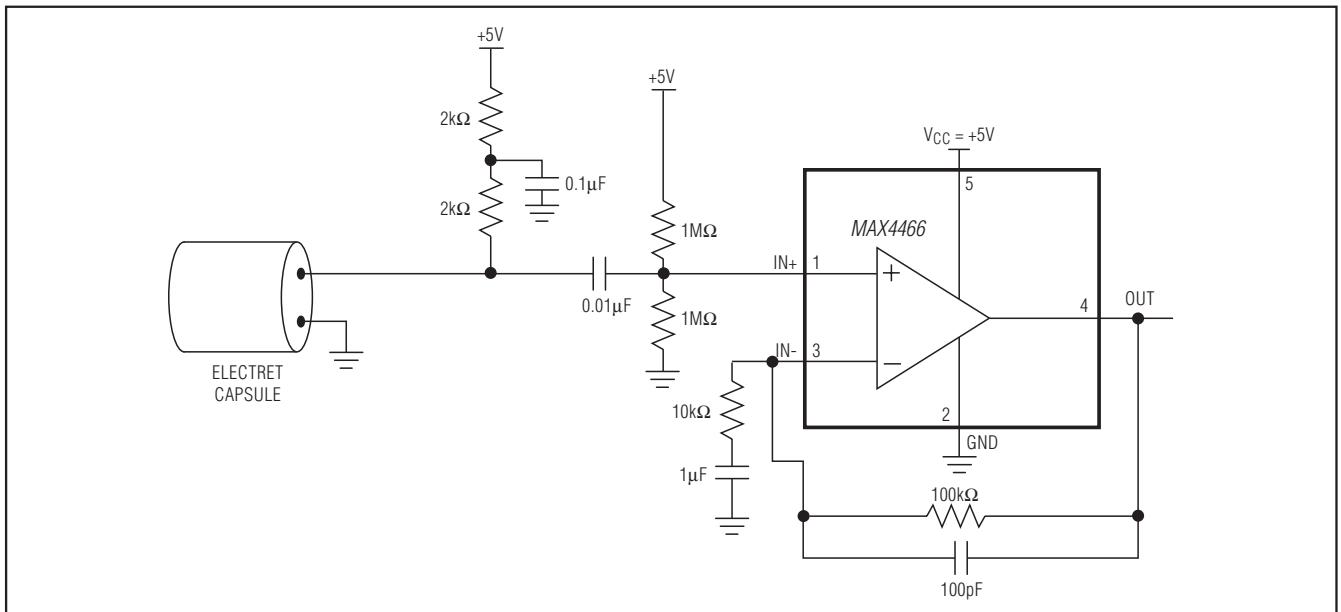 +5V
+5V
2kΩ
VCC = +5V
0.1μF
5
2kΩ
1MΩ
MAX4466
IN+
1
+
0.01μF
1MΩ
4
OUT
IN-
3
−
ELECTRET
CAPSULE
10kΩ
2
GND
1μF
100kΩ
100pF